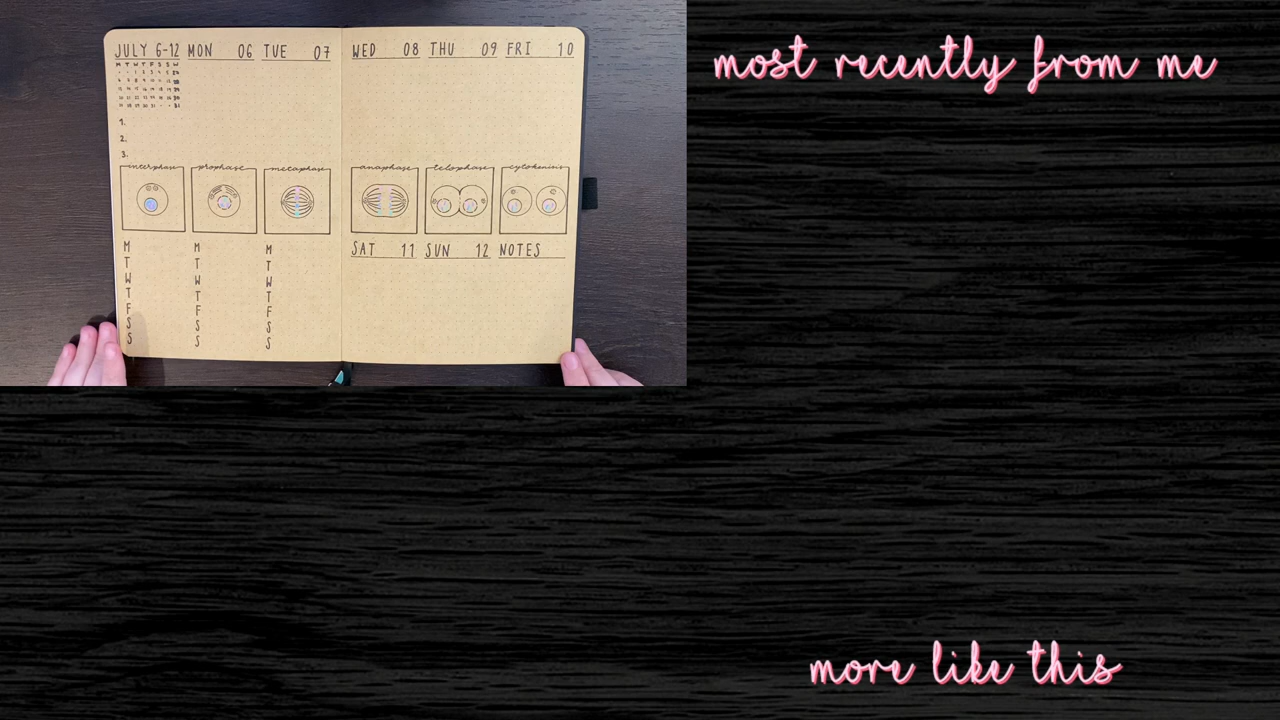 most recently from me
JULY 6-12 MON 06 TUE 07 WED 08 THU 09 FRI 10
M T W T F S S W
1.
2.
3.
interphase prophase metaphase anaphase telophase
SAT 11 SUN 12 NOTES
M M M
T T T
W W W
T T T
F F F
S S S
S S S
more like this